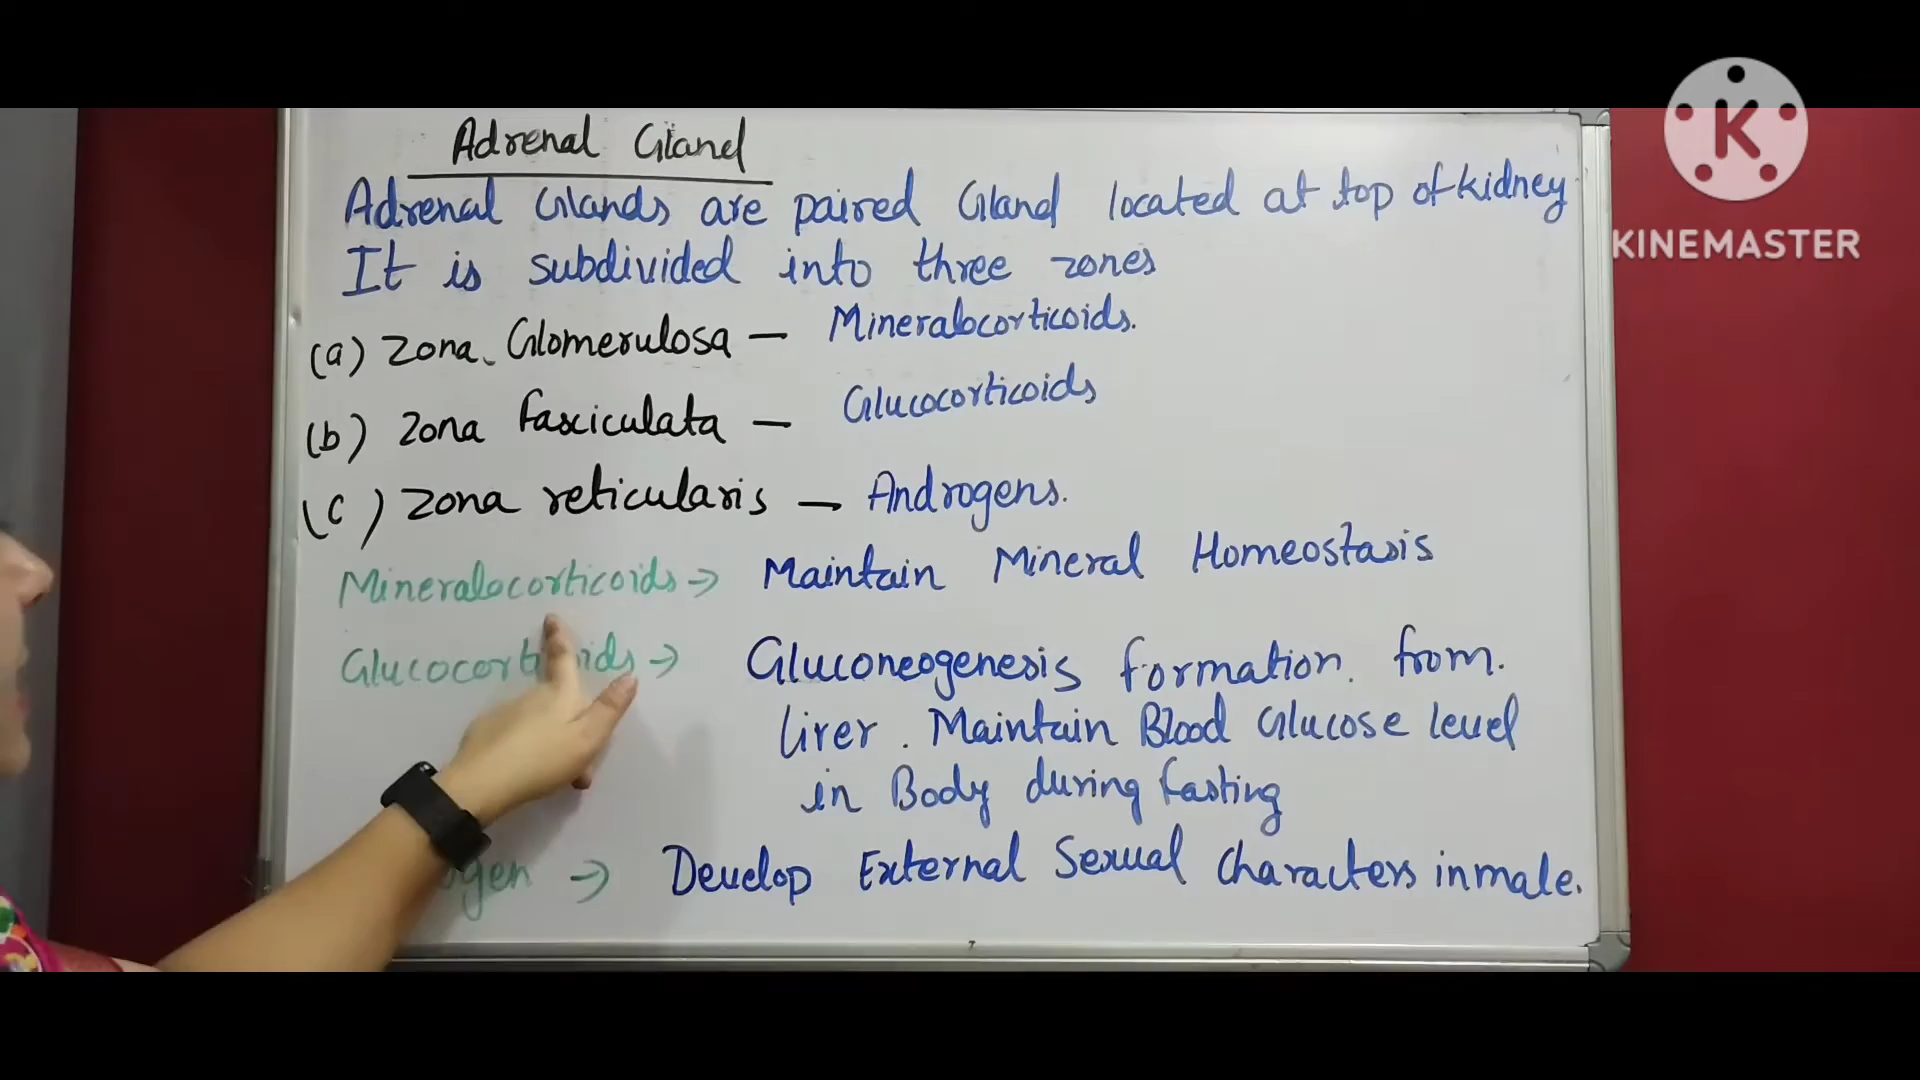 Adrenal Gland
Adrenal Glands are paired Gland located at top of kidney
It is subdivided into three zones
(a) Zona Glomerulosa — Mineralocorticoids.
(b) Zona fasciculata — Glucocorticoids
(c) Zona reticularis — Androgens.
Mineralocorticoids → Maintain Mineral Homeostasis
Glucocorticoids → Gluconeogenesis formation from
liver. Maintain Blood Glucose level
in Body during fasting
→ Develop External Sexual characters in male.
K
KINEMASTER